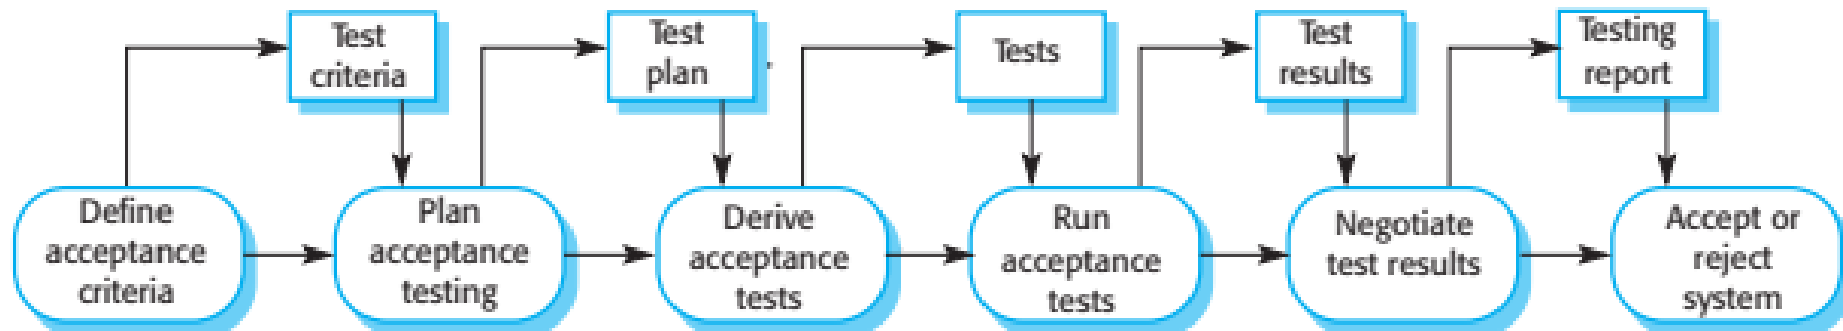 Test
criteria
Test
plan
Tests
Test
results
Testing
report
Define
acceptance
criteria
Plan
acceptance
testing
Derive
acceptance
tests
Run
acceptance
tests
Negotiate
test results
Accept or
reject
system